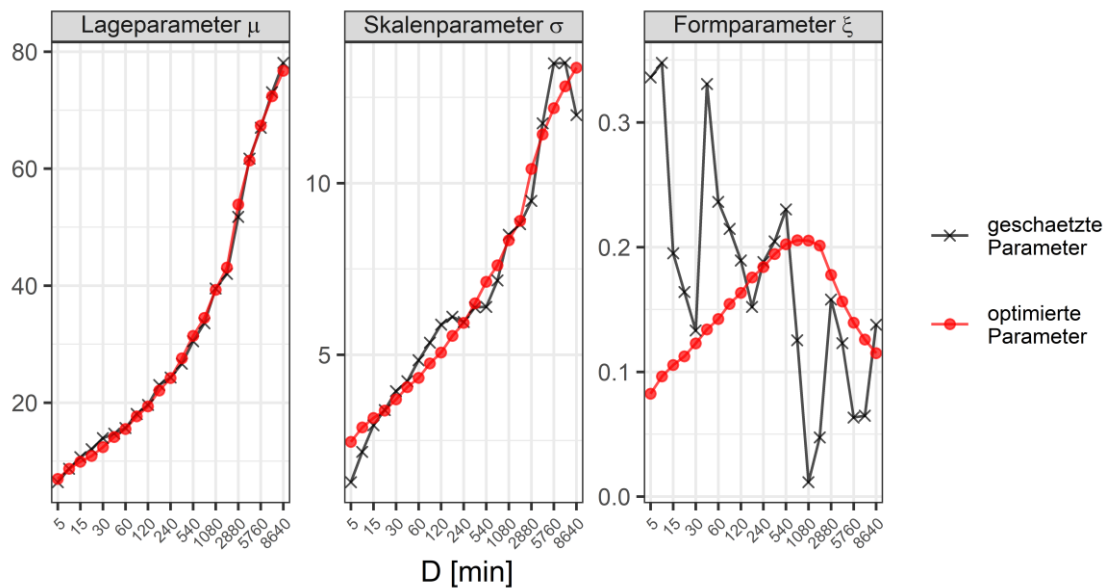 Lageparameter μ
Skalenparameter σ
Formparameter ξ
80
60
40
20
10
5
0.3
0.2
0.1
0.0
5 15 30 60 120 240 540 1080 2880 5760 8640
5 15 30 60 120 240 540 1080 2880 5760 8640
5 15 30 60 120 240 540 1080 2880 5760 8640
D [min]
geschaetzte
Parameter
optimierte
Parameter